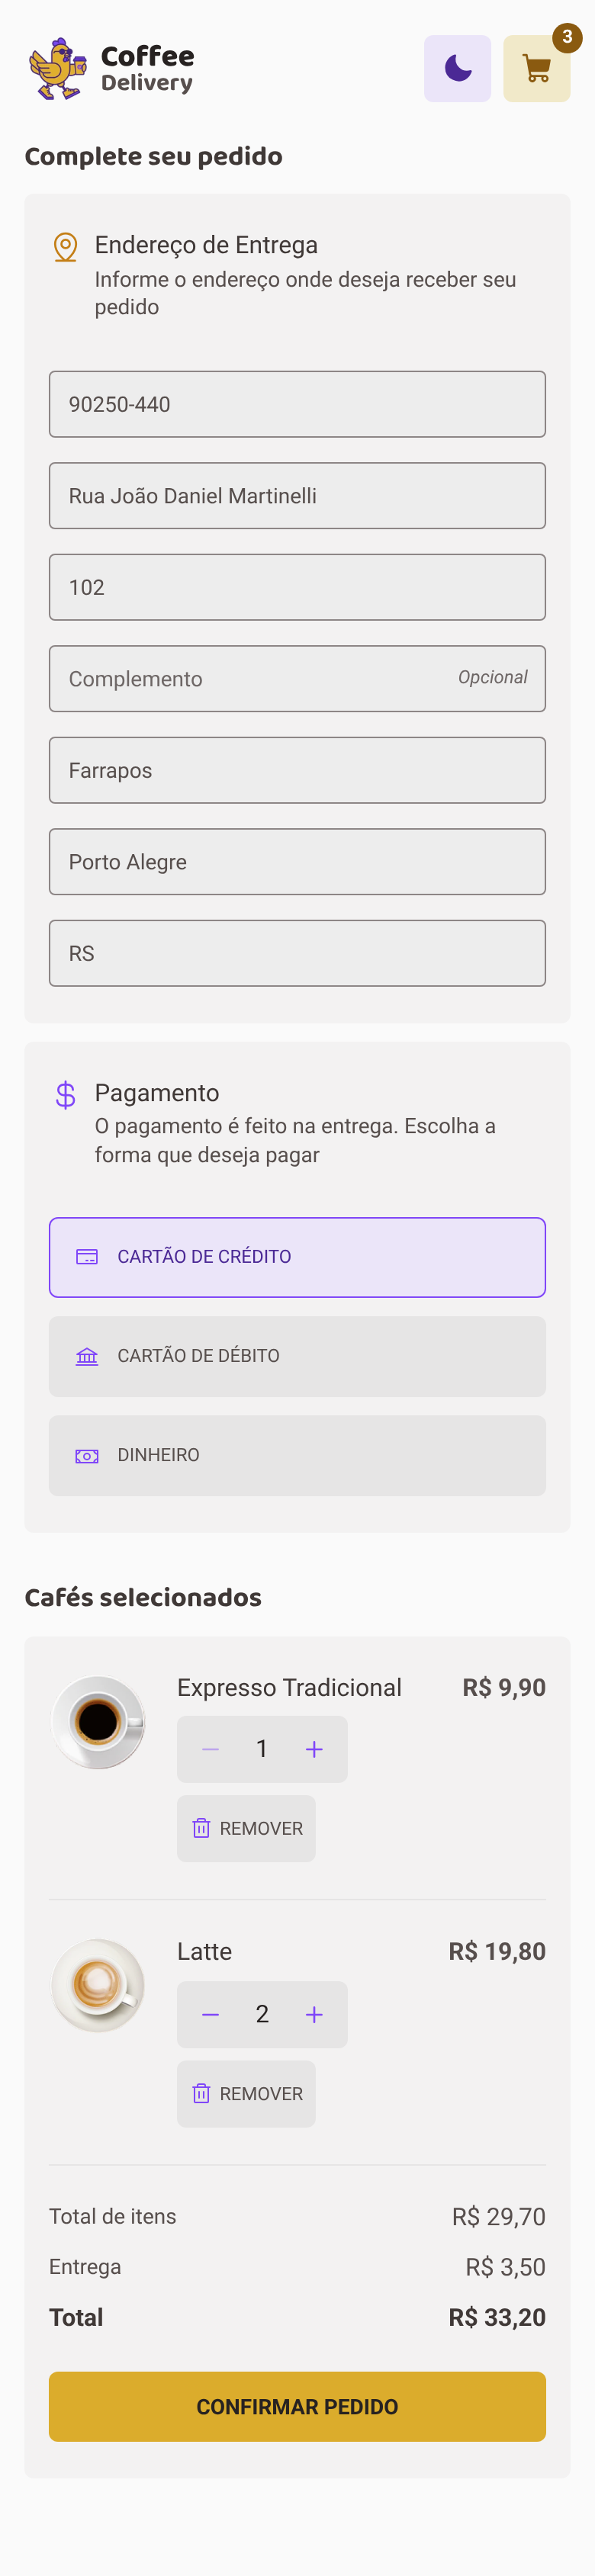 Coffee
Delivery
3
Complete seu pedido
Endereço de Entrega
Informe o endereço onde deseja receber seu
pedido
90250-440
Rua João Daniel Martinelli
102
Complemento Opcional
Farrapos
Porto Alegre
RS
Pagamento
O pagamento é feito na entrega. Escolha a
forma que deseja pagar
CARTÃO DE CRÉDITO
CARTÃO DE DÉBITO
DINHEIRO
Cafés selecionados
Expresso Tradicional R$ 9,90
1
REMOVER
Latte R$ 19,80
2
REMOVER
Total de itens R$ 29,70
Entrega R$ 3,50
Total R$ 33,20
CONFIRMAR PEDIDO